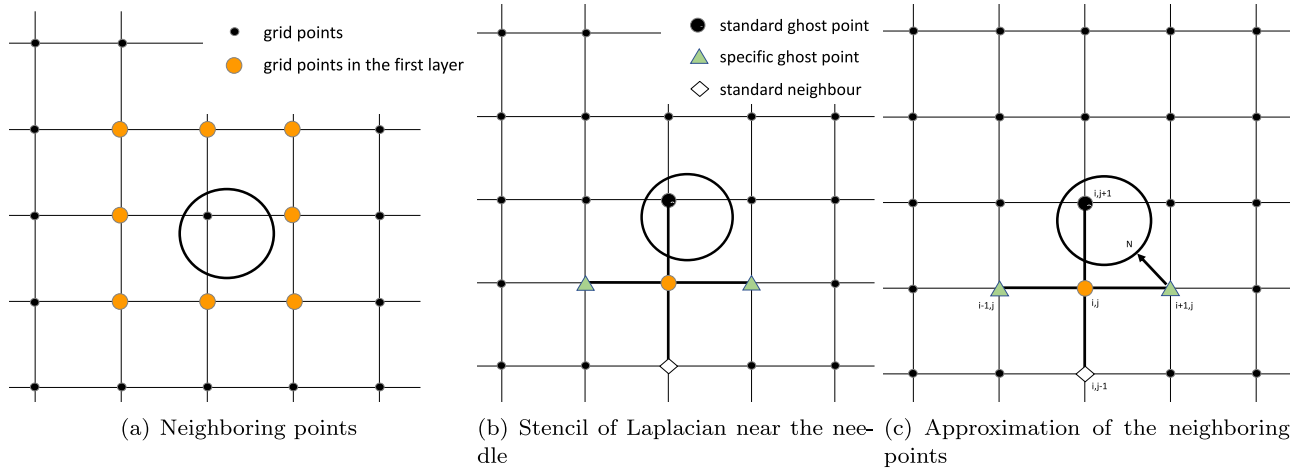 grid points
grid points in the first layer
(a) Neighboring points
standard ghost point
specific ghost point
standard neighbour
(b) Stencil of Laplacian near the nee-
dle
i,j+1
N
i-1,j
i,j
i+1,j
i,j-1
(c) Approximation of the neighboring
points